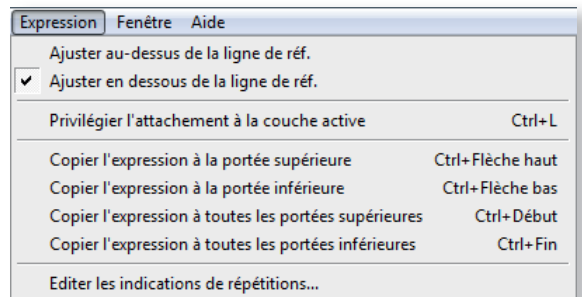 Expression Fenêtre Aide
Ajuster au-dessus de la ligne de réf.
Ajuster en dessous de la ligne de réf.
Privilégier l'attachement à la couche active Ctrl+L
Copier l'expression à la portée supérieure Ctrl+Flèche haut
Copier l'expression à la portée inférieure Ctrl+Flèche bas
Copier l'expression à toutes les portées supérieures Ctrl+Début
Copier l'expression à toutes les portées inférieures Ctrl+Fin
Editer les indications de répétitions...